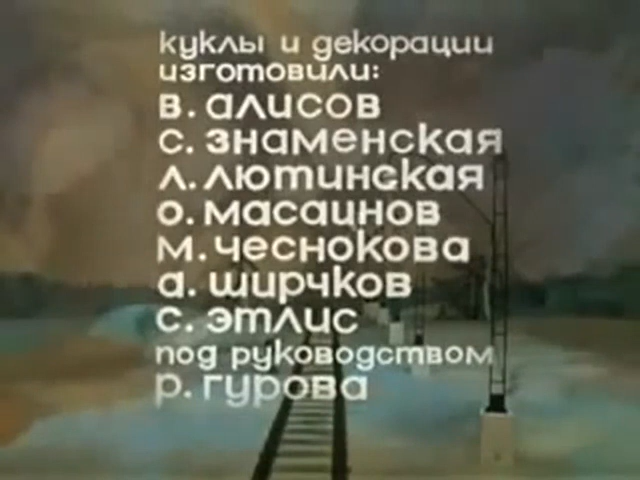 куклы и декорации
изготовили:
в. алисов
с. знаменская
л. лютинская
о. масаинов
м. чеснокова
а. ширчков
с. этлис
под руководством
р. гурова